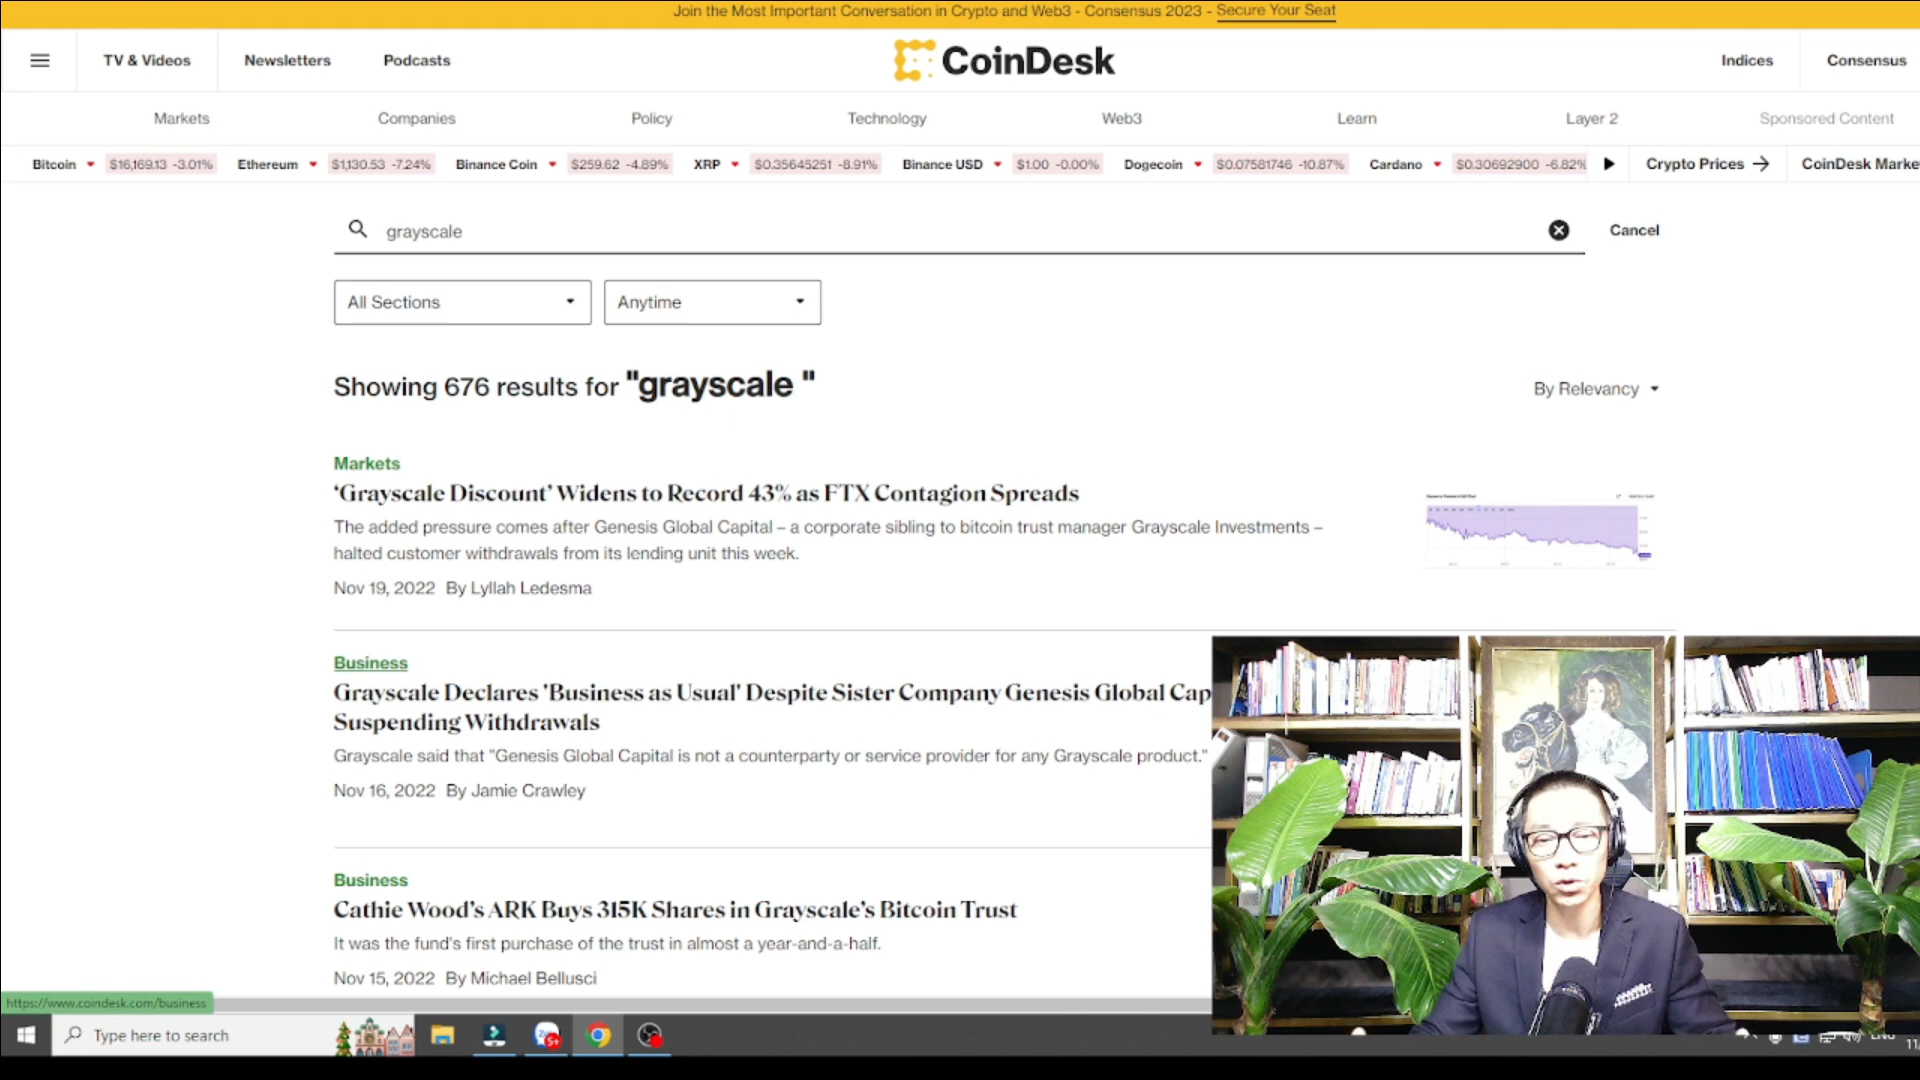 Join the Most Important Conversation in Crypto and Web3 - Consensus 2023 - Secure Your Seat
TV & Videos Newsletters Podcasts CoinDesk Indices Consensus
Markets Companies Policy Technology Web3 Learn Layer 2 Sponsored Content
Bitcoin $16,169.13 -3.01% Ethereum $1,130.53 -7.24% Binance Coin $259.62 -4.89% XRP $0.35645251 -8.91% Binance USD $1.00 -0.00% Dogecoin $0.07581746 -10.87% Cardano $0.30692900 -6.82% Crypto Prices → CoinDesk Marke
grayscale Cancel
All Sections Anytime
Showing 676 results for "grayscale " By Relevancy
Markets
‘Grayscale Discount’ Widens to Record 43% as FTX Contagion Spreads
The added pressure comes after Genesis Global Capital – a corporate sibling to bitcoin trust manager Grayscale Investments –
halted customer withdrawals from its lending unit this week.
Nov 19, 2022 By Lyllah Ledesma
Business
Grayscale Declares 'Business as Usual' Despite Sister Company Genesis Global Cap
Suspending Withdrawals
Grayscale said that "Genesis Global Capital is not a counterparty or service provider for any Grayscale product."
Nov 16, 2022 By Jamie Crawley
Business
Cathie Wood’s ARK Buys 315K Shares in Grayscale’s Bitcoin Trust
It was the fund's first purchase of the trust in almost a year-and-a-half.
Nov 15, 2022 By Michael Bellusci
https://www.coindesk.com/business
Type here to search 5+ 11/